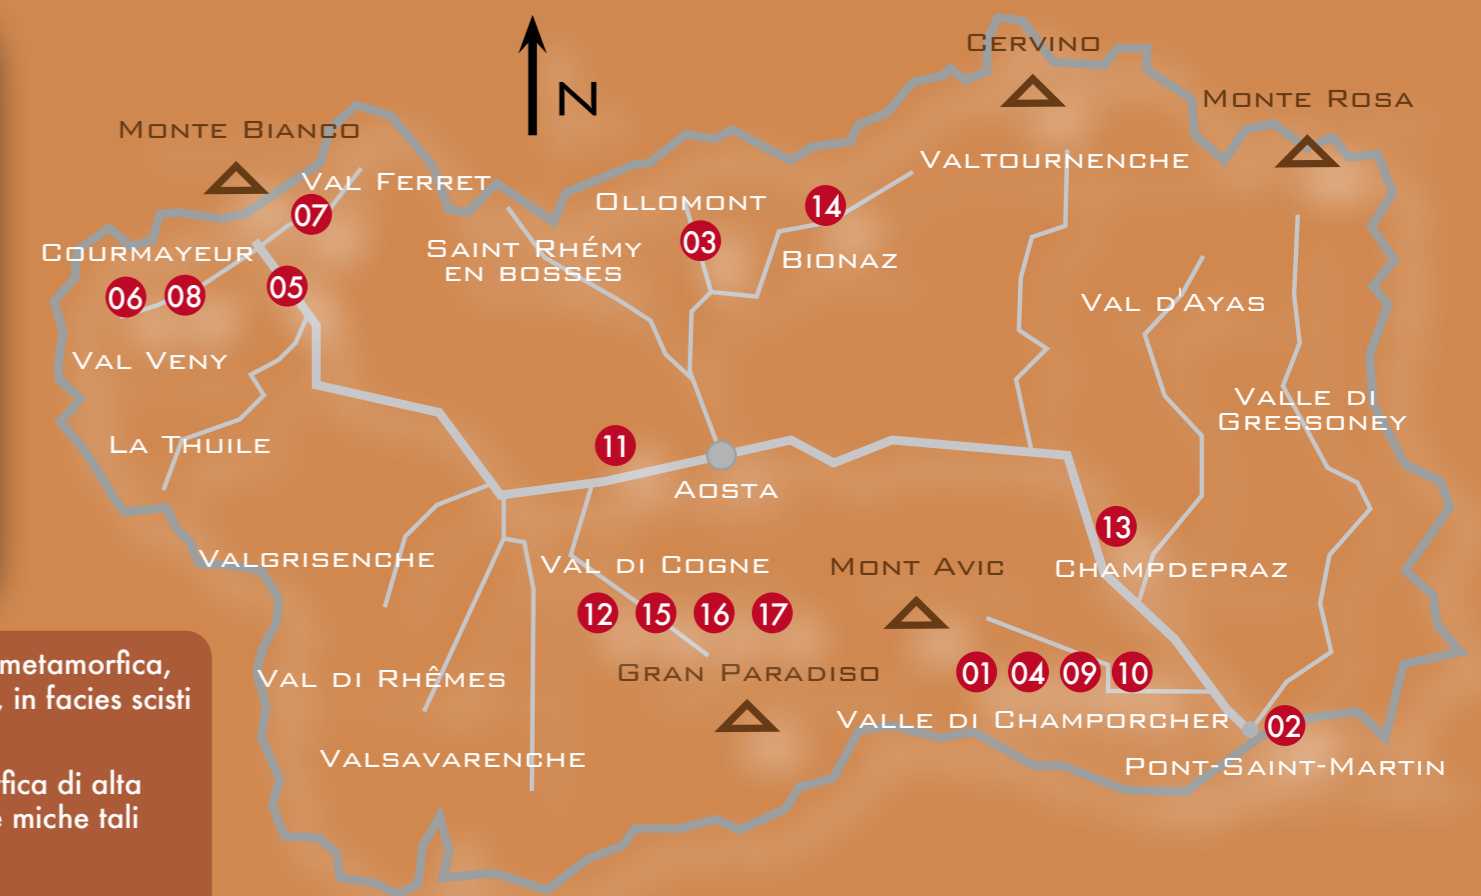 CERVINO
N
MONTE ROSA
MONTE BIANCO
VALTOURNENCHE
VAL FERRET
OLLOMONT
14
07
03
SAINT RHÉMY
EN BOSSES
BIONAZ
COURMAYEUR
06
08
05
VAL D'AYAS
VAL VENY
VALLE DI
GRESSONEY
LA THUILE
11
AOSTA
13
VALGRISENCHE
VAL DI COGNE
MONT AVIC
CHAMPDEPRAZ
12
15
16
17
VAL DI RHÊMES
GRAN PARADISO
01
04
09
10
VALLE DI CHAMPORCHER
02
VALSAVARENCHE
PONT-SAINT-MARTIN
metamorfica,
, in facies scisti
fica di alta
e miche tali